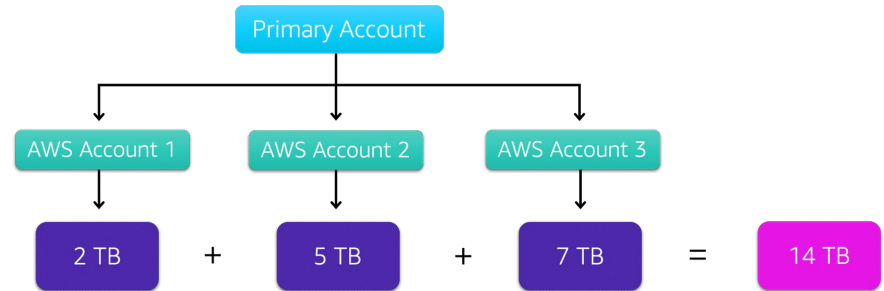 Primary Account
AWS Account 1
AWS Account 2
AWS Account 3
2 TB + 5 TB + 7 TB = 14 TB